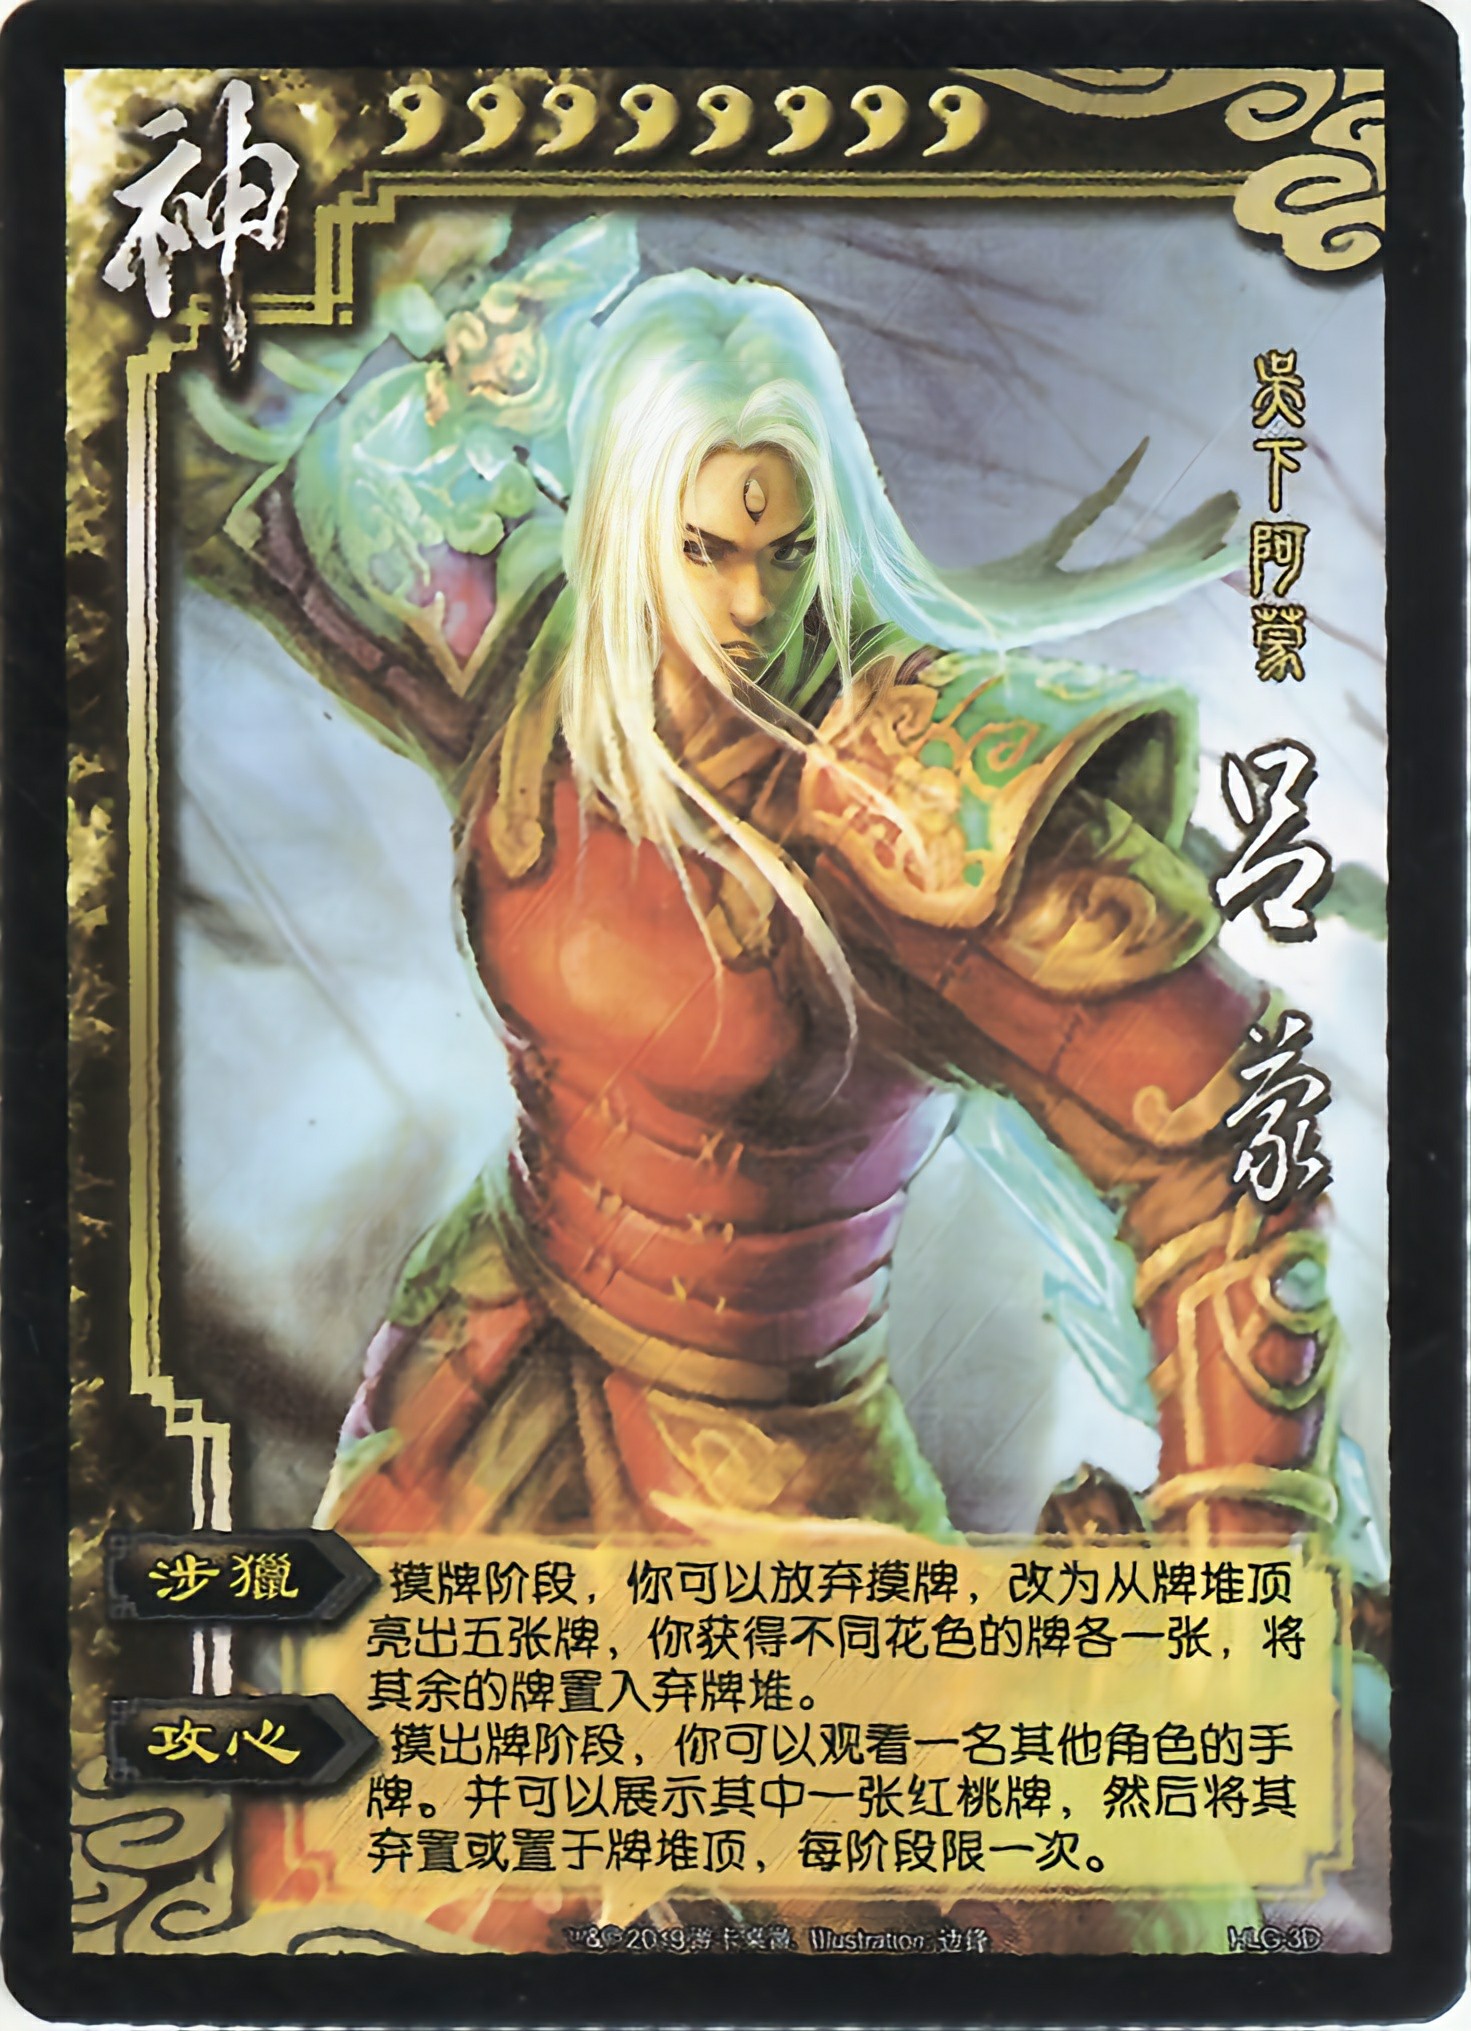 神
吳下阿蒙
呂蒙
涉獵
摸牌阶段，你可以放弃摸牌，改为从牌堆顶
亮出五张牌，你获得不同花色的牌各一张，将
其余的牌置入弃牌堆。
攻心
摸出牌阶段，你可以观看一名其他角色的手
牌。并可以展示其中一张红桃牌，然后将其
弃置或置于牌堆顶，每阶段限一次。
Illustration: 边锋
HLG-3D